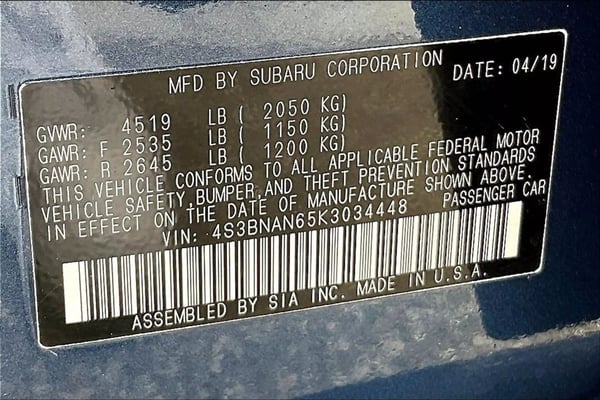 MFD BY SUBARU CORPORATION DATE: 04/19
GVWR: 4519 LB ( 2050 KG)
GAWR: F 2535 LB ( 1150 KG)
GAWR: R 2645 LB ( 1200 KG)
THIS VEHICLE CONFORMS TO ALL APPLICABLE FEDERAL MOTOR
VEHICLE SAFETY,BUMPER,AND THEFT PREVENTION STANDARDS
IN EFFECT ON THE DATE OF MANUFACTURE SHOWN ABOVE.
VIN: 4S3BNAN65K3034448 PASSENGER CAR
ASSEMBLED BY SIA INC. MADE IN U.S.A.